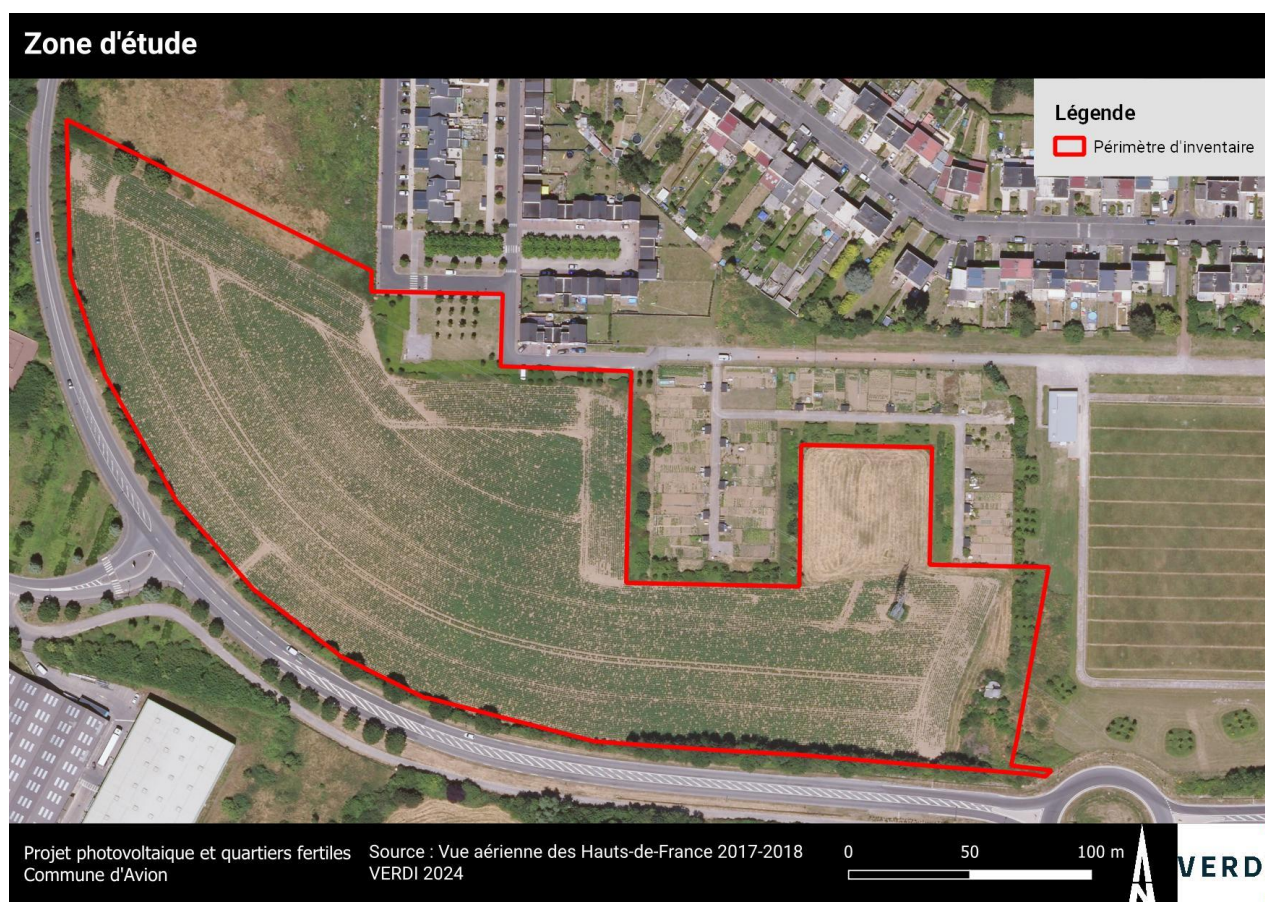 Zone d'étude
Légende
Périmètre d'inventaire
Projet photovoltaique et quartiers fertiles
Commune d'Avion
Source : Vue aérienne des Hauts-de-France 2017-2018
VERDI 2024
0 50 100 m
N
VERD